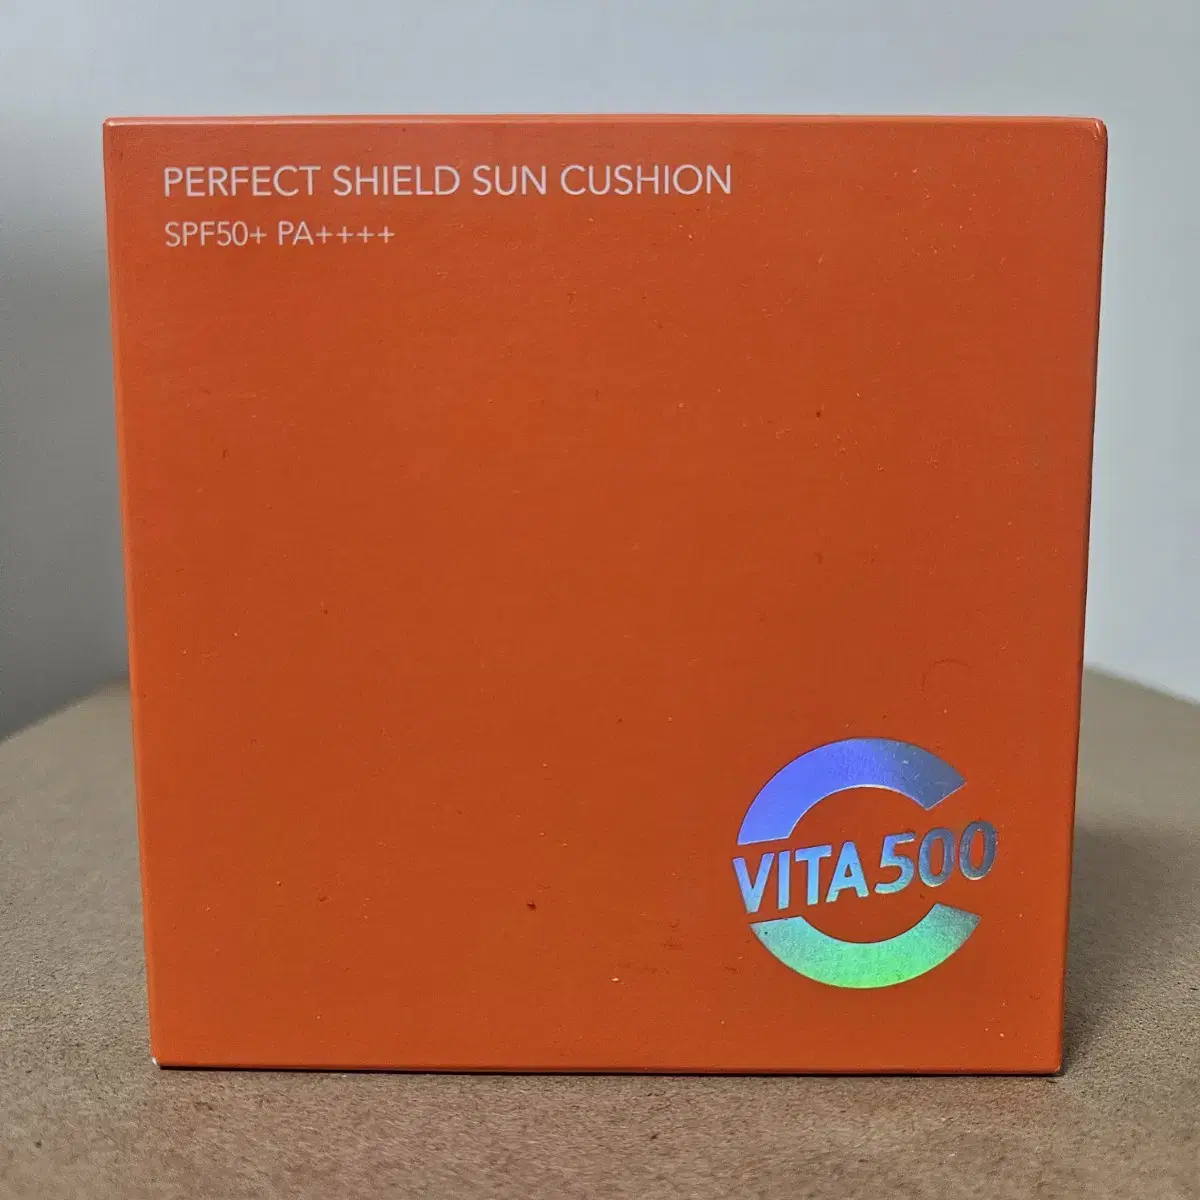 PERFECT SHIELD SUN CUSHION
SPF50+ PA++++
VITA500